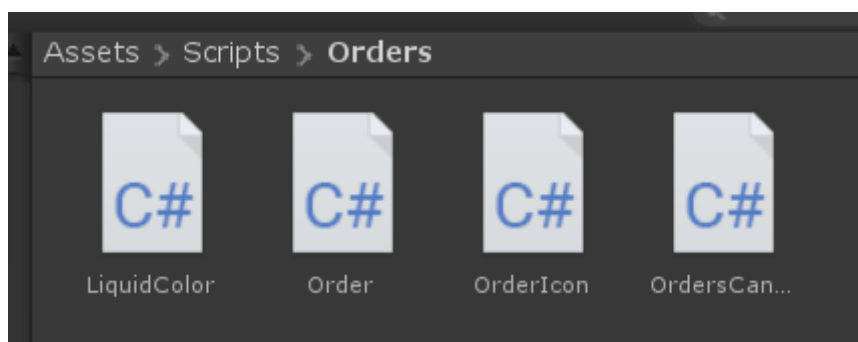 Assets > Scripts > Orders
C# C# C# C#
LiquidColor Order OrderIcon OrdersCan...